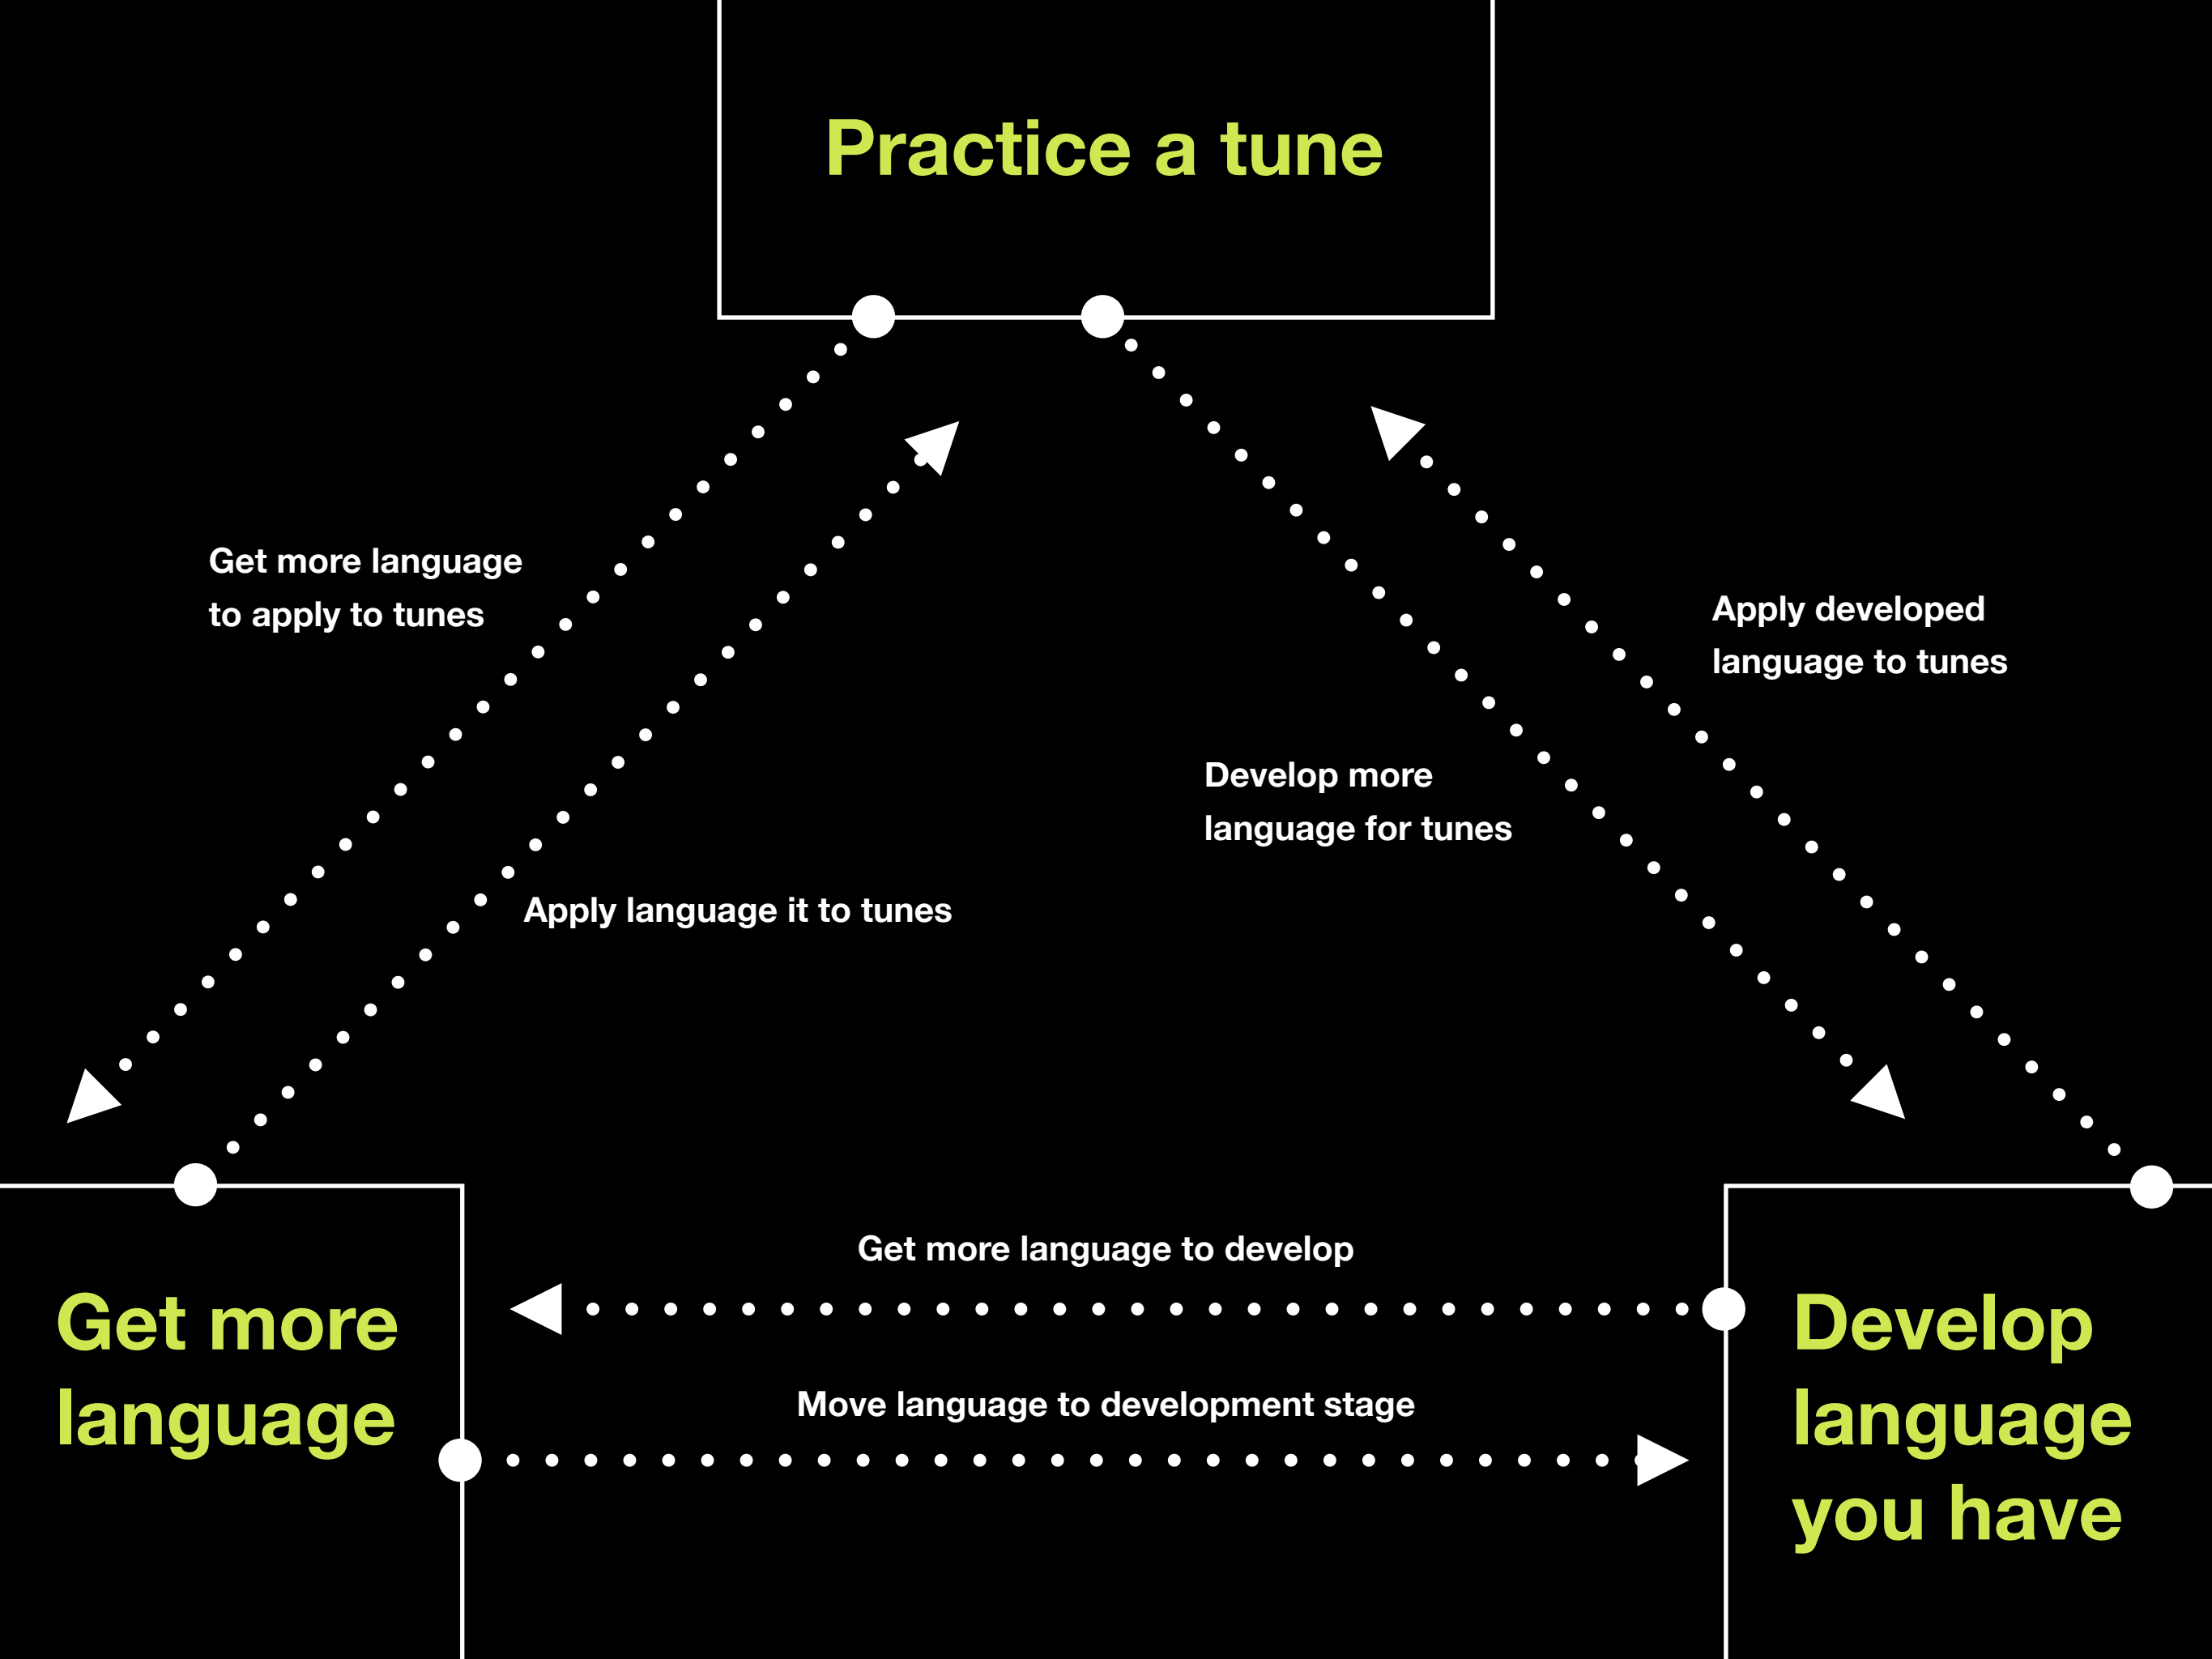 Practice a tune
Get more language
to apply to tunes
Apply developed
language to tunes
Develop more
language for tunes
Apply language it to tunes
Get more language to develop
Move language to development stage
Get more
language
Develop
language
you have